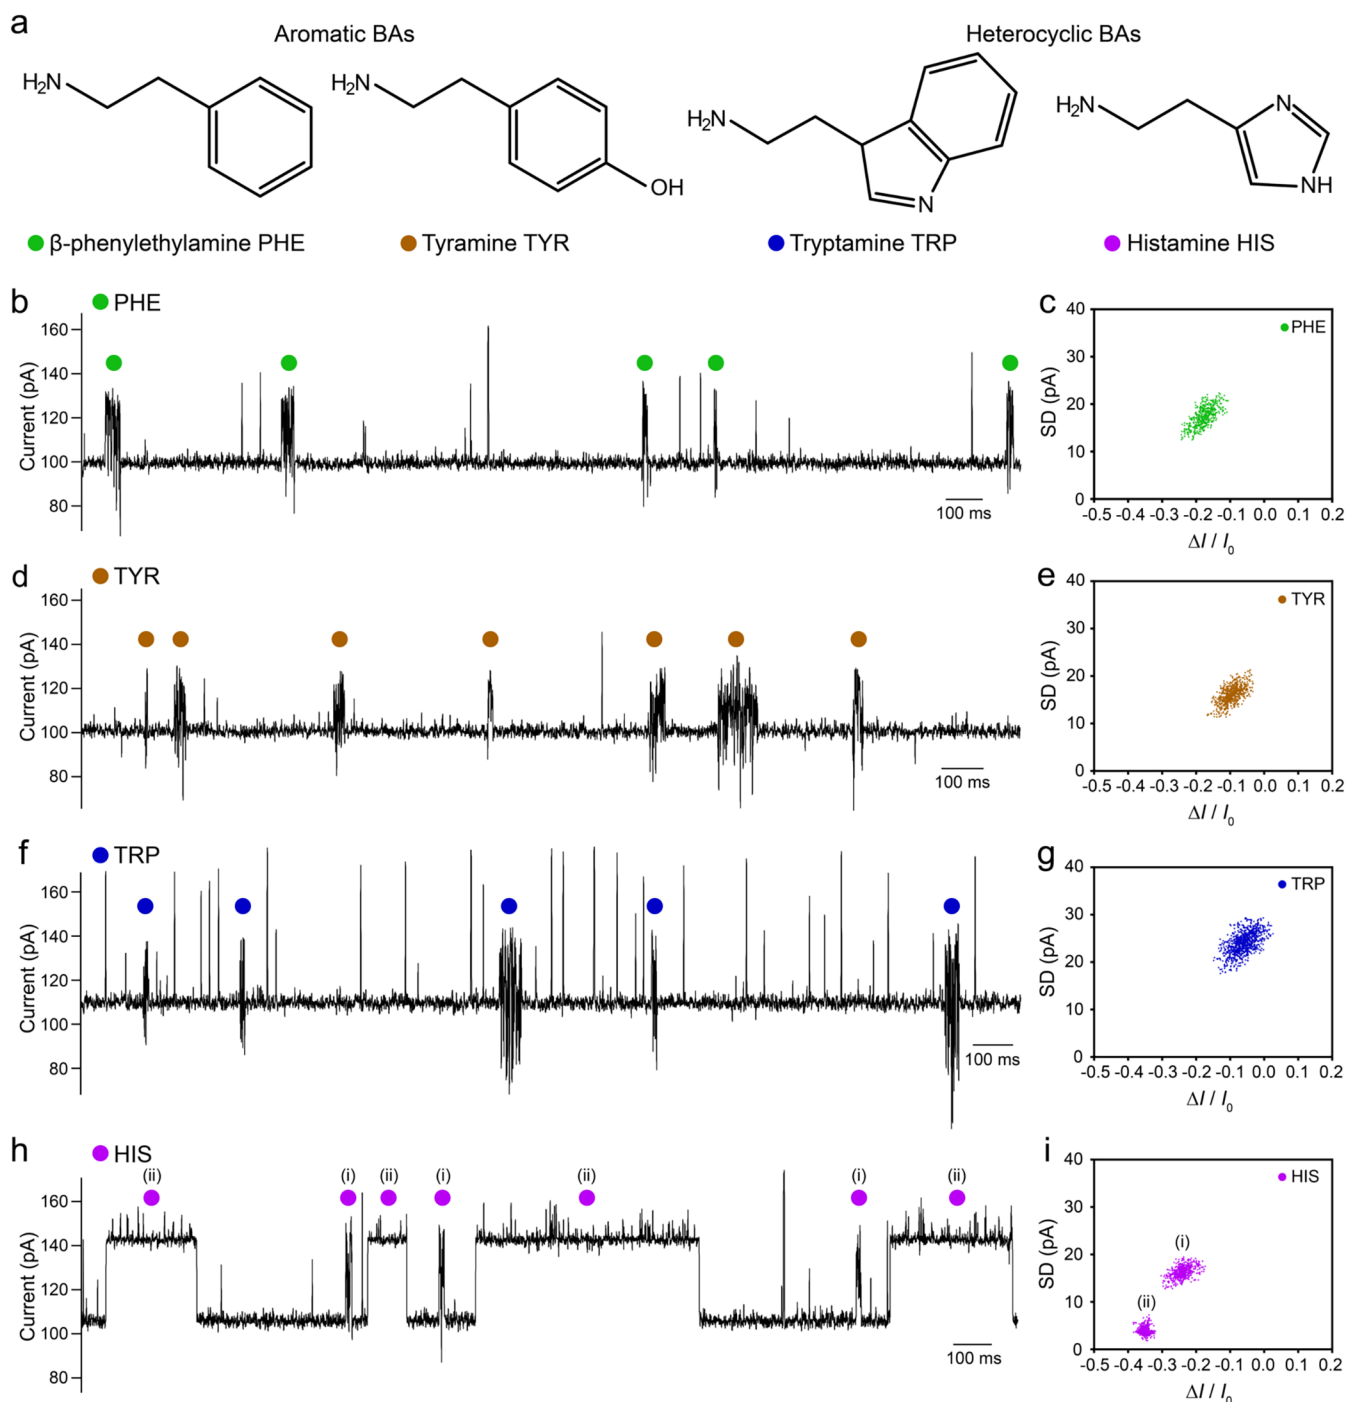 a
Aromatic BAs
Heterocyclic BAs
H₂N
H₂N
OH
H₂N
N
H₂N
N
NH
β-phenylethylamine PHE
Tyramine TYR
Tryptamine TRP
Histamine HIS
b
PHE
Current (pA)
160
140
120
100
80
100 ms
c
PHE
SD (pA)
40
30
20
10
0
-0.5 -0.4 -0.3 -0.2 -0.1 0.0 0.1 0.2
ΔI / I₀
d
TYR
Current (pA)
160
140
120
100
80
100 ms
e
TYR
SD (pA)
40
30
20
10
0
-0.5 -0.4 -0.3 -0.2 -0.1 0.0 0.1 0.2
ΔI / I₀
f
TRP
Current (pA)
160
140
120
100
80
100 ms
g
TRP
SD (pA)
40
30
20
10
0
-0.5 -0.4 -0.3 -0.2 -0.1 0.0 0.1 0.2
ΔI / I₀
h
HIS
(ii) (i) (ii) (i) (ii) (i) (ii)
Current (pA)
160
140
120
100
80
100 ms
i
HIS
(i)
(ii)
SD (pA)
40
30
20
10
0
-0.5 -0.4 -0.3 -0.2 -0.1 0.0 0.1 0.2
ΔI / I₀